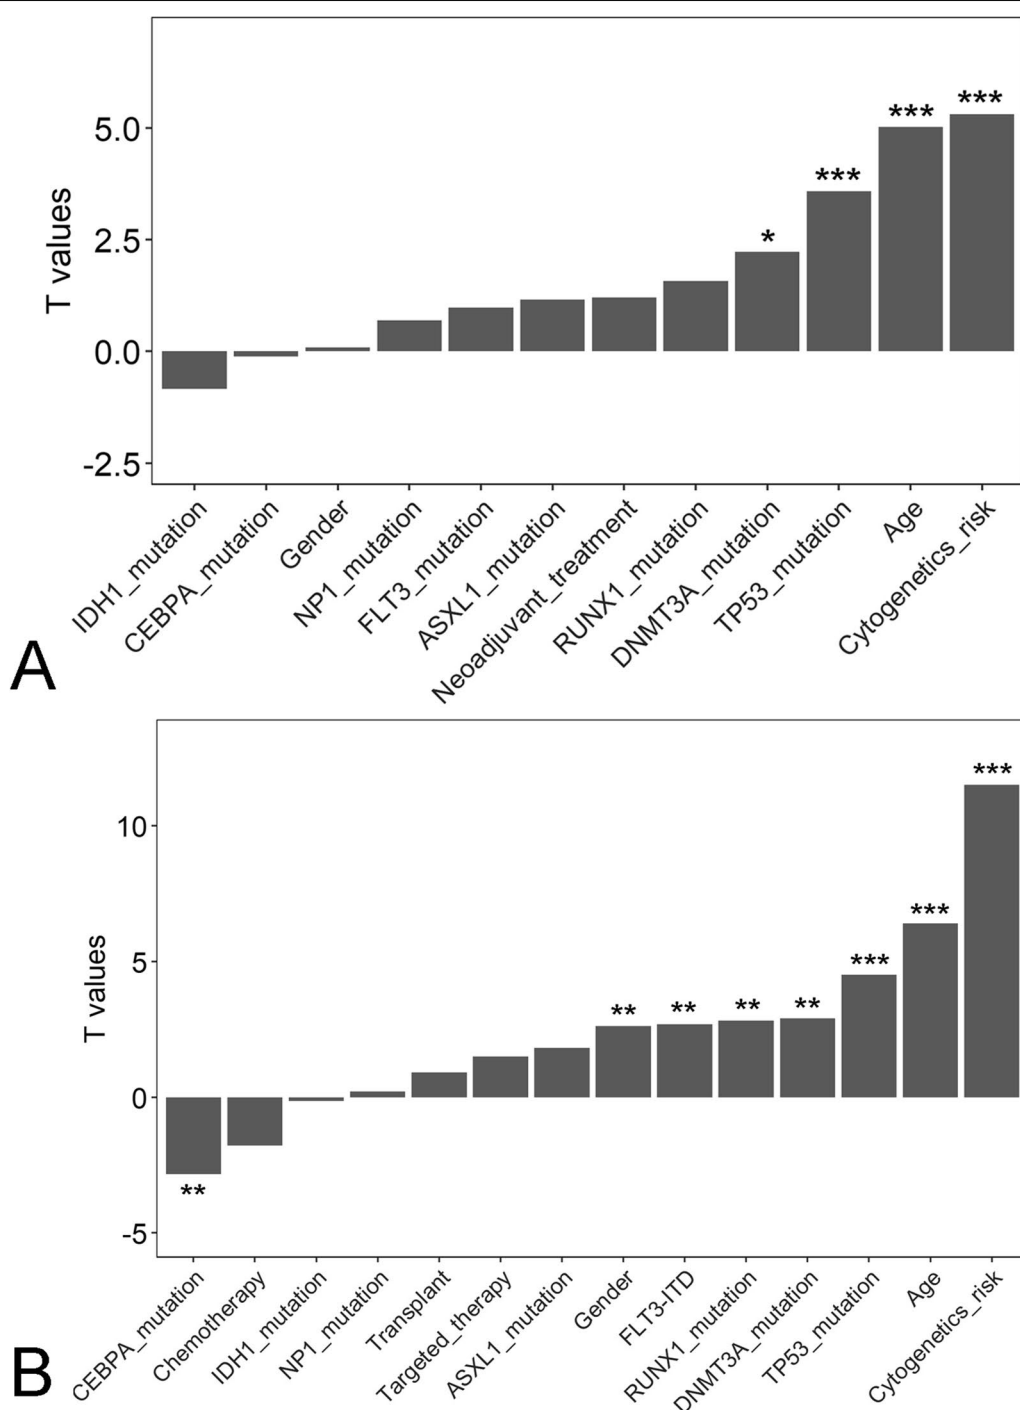 ***
***
5.0
***
*
2.5
T values
0.0
-2.5
IDH1_mutation
CEBPA_mutation
Gender
NP1_mutation
FLT3_mutation
ASXL1_mutation
Neoadjuvant_treatment
RUNX1_mutation
DNMT3A_mutation
TP53_mutation
Age
Cytogenetics_risk
A
***
10
***
***
5
** ** ** **
T values
0
**
-5
CEBPA_mutation
Chemotherapy
IDH1_mutation
NP1_mutation
Transplant
Targeted_therapy
ASXL1_mutation
Gender
FLT3-ITD
RUNX1_mutation
DNMT3A_mutation
TP53_mutation
Age
Cytogenetics_risk
B